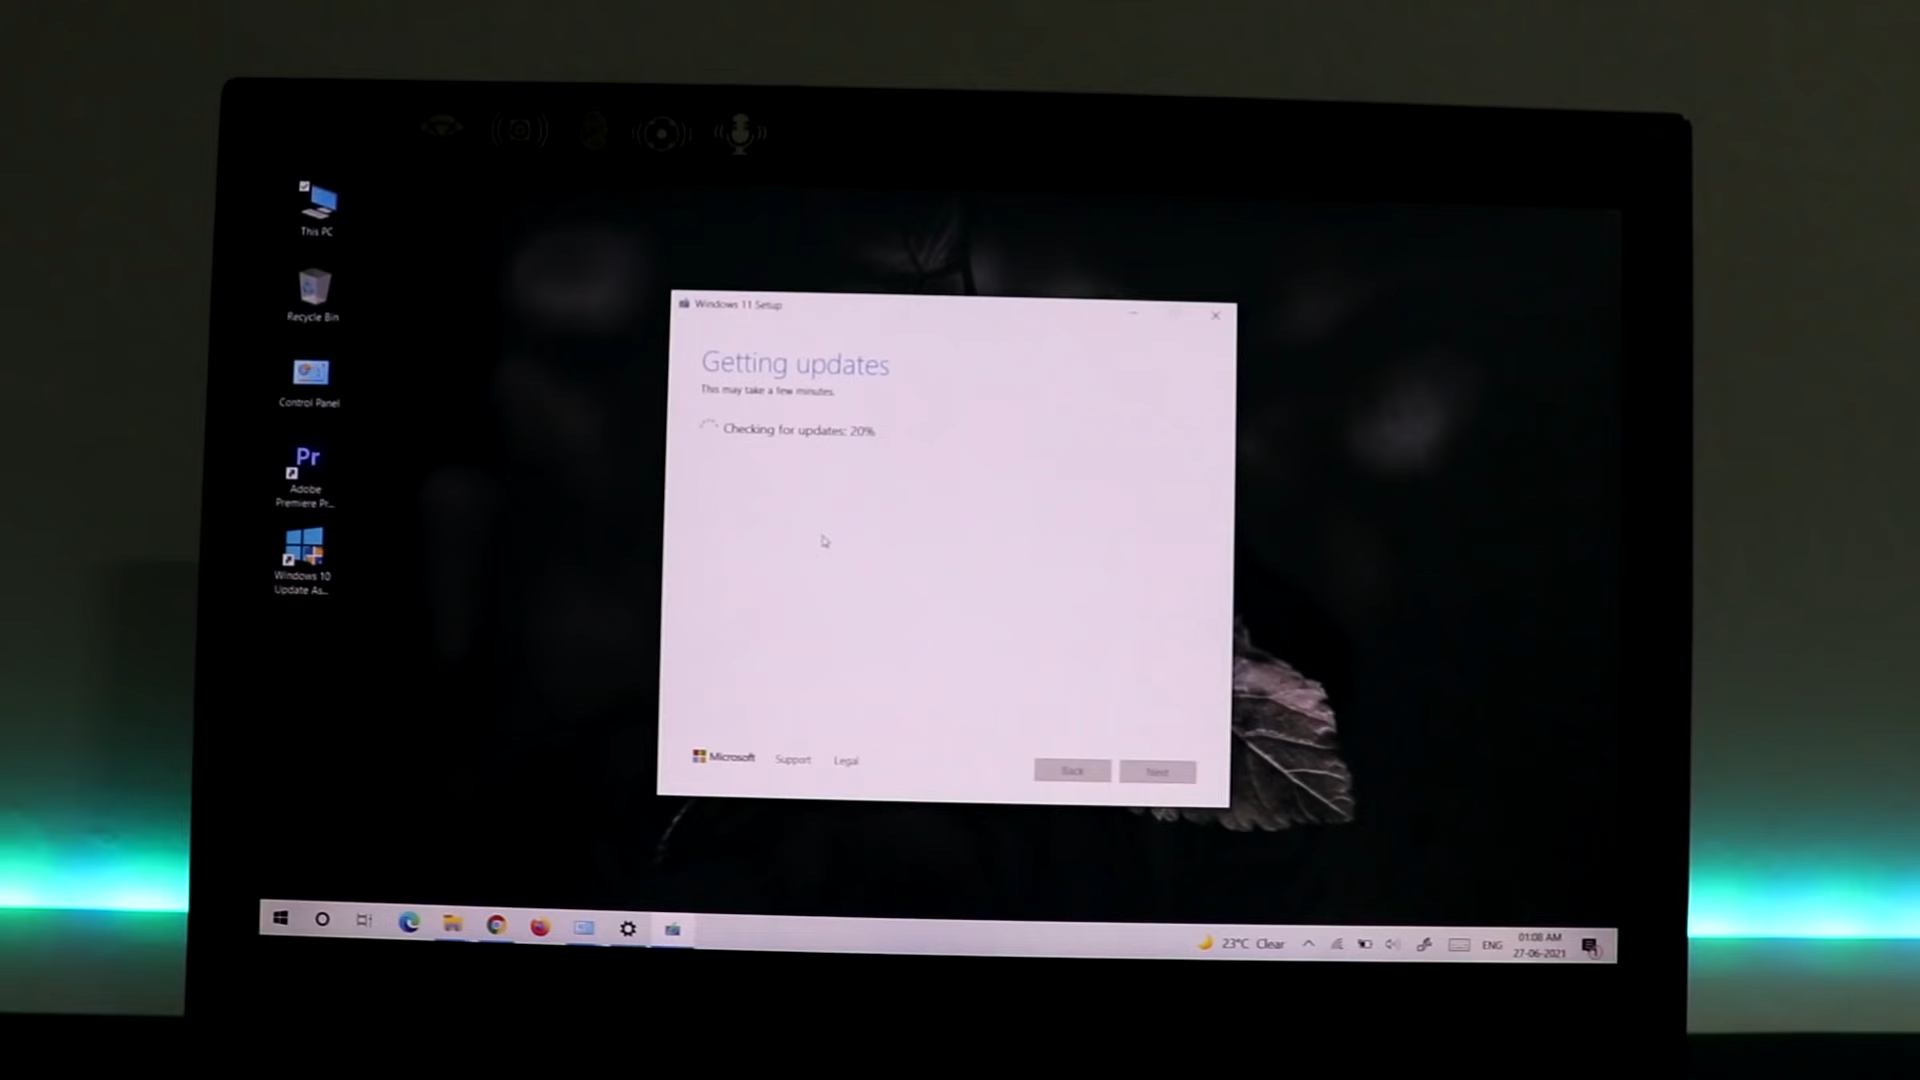 This PC
Recycle Bin
Control Panel
Pr
Adobe
Premiere Pr...
Windows 10
Update As...
Windows 11 Setup
Getting updates
This may take a few minutes.
Checking for updates: 20%
Microsoft
Support
Legal
Back
Next
23°C Clear
ENG
01:08 AM
27-06-2021
1